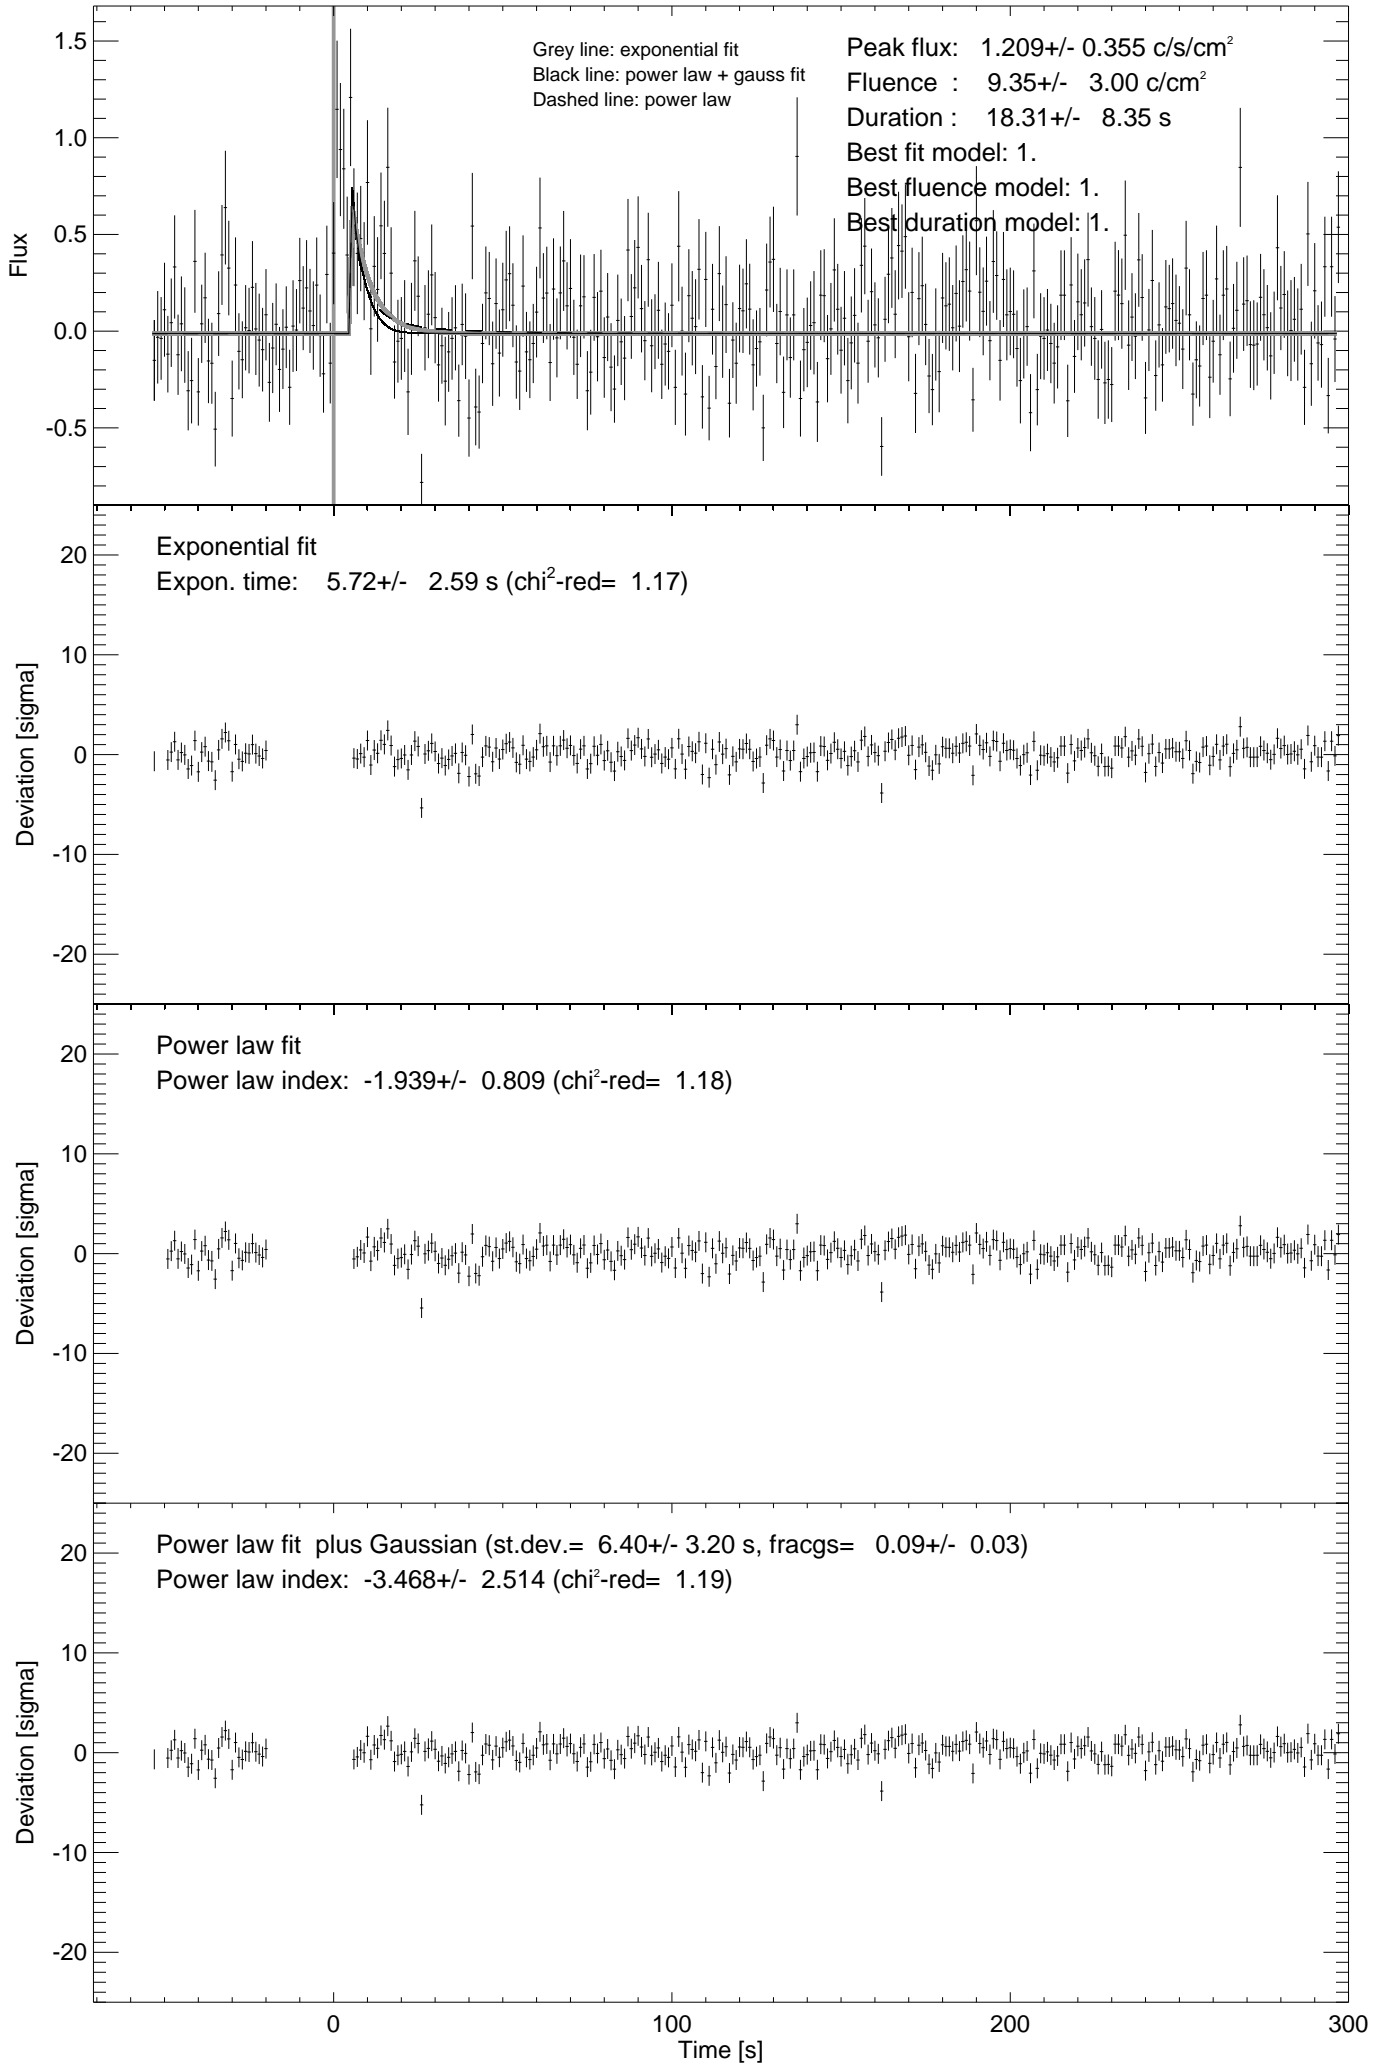 Grey line: exponential fit
Black line: power law + gauss fit
Dashed line: power law
Peak flux: 1.209+/- 0.355 c/s/cm²
Fluence : 9.35+/- 3.00 c/cm²
Duration : 18.31+/- 8.35 s
Best fit model: 1.
Best fluence model: 1.
Best duration model: 1.
1.5
1.0
0.5
0.0
-0.5
Flux
Exponential fit
Expon. time: 5.72+/- 2.59 s (chi²-red= 1.17)
20
10
0
-10
-20
Deviation [sigma]
Power law fit
Power law index: -1.939+/- 0.809 (chi²-red= 1.18)
20
10
0
-10
-20
Deviation [sigma]
Power law fit plus Gaussian (st.dev.= 6.40+/- 3.20 s, fracgs= 0.09+/- 0.03)
Power law index: -3.468+/- 2.514 (chi²-red= 1.19)
20
10
0
-10
-20
Deviation [sigma]
0 100 200 300
Time [s]